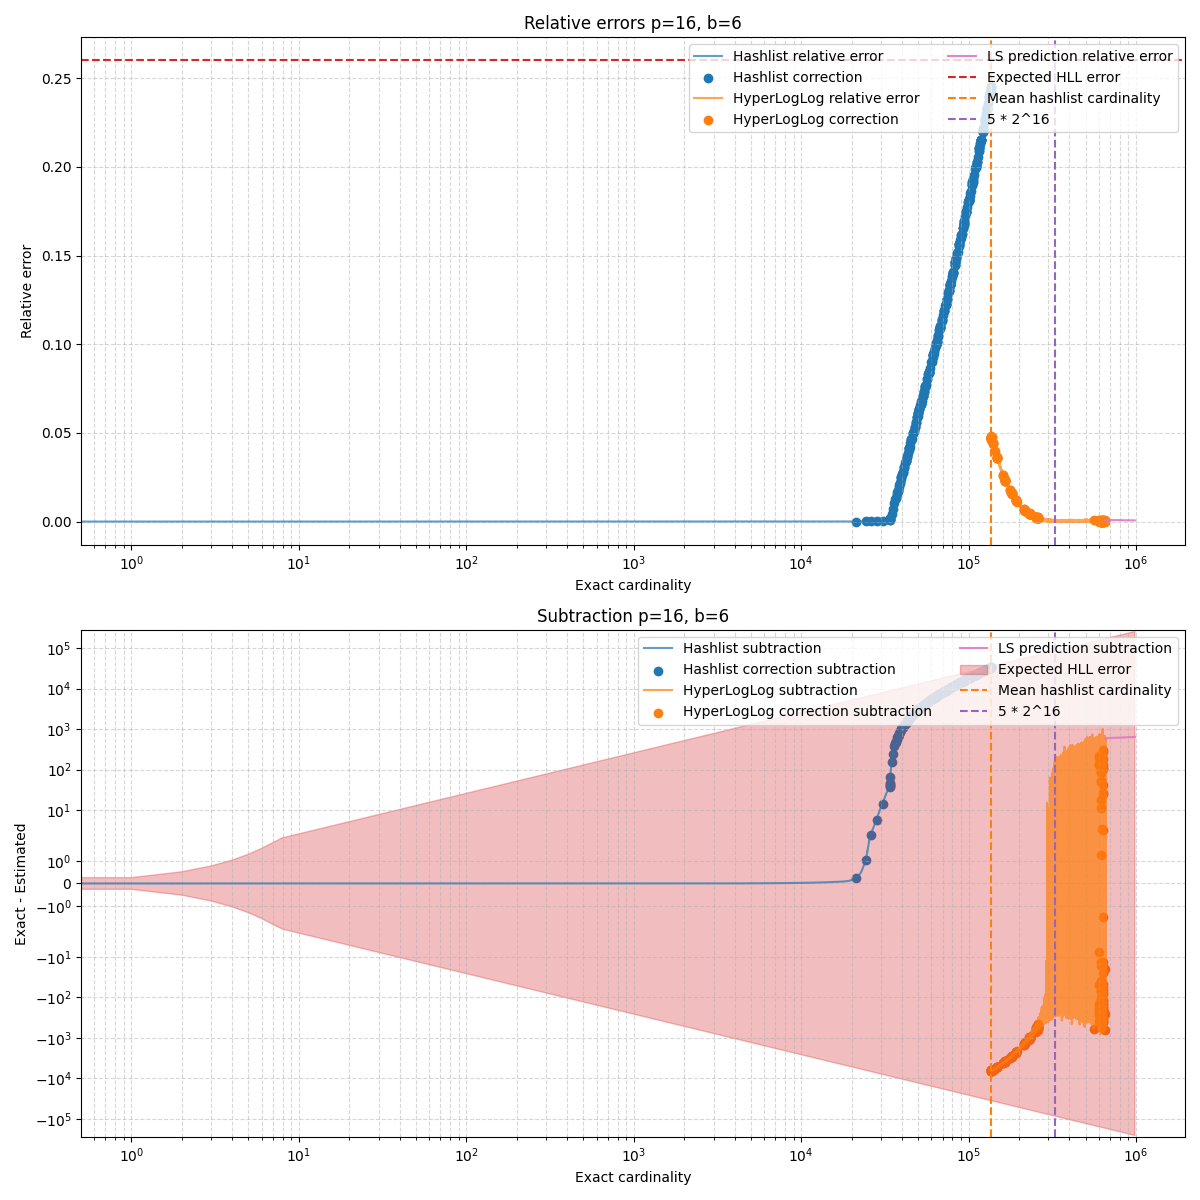 Relative errors p=16, b=6
Hashlist relative error
Hashlist correction
HyperLogLog relative error
HyperLogLog correction
LS prediction relative error
Expected HLL error
Mean hashlist cardinality
5 * 2^16
Relative error
0.25
0.20
0.15
0.10
0.05
0.00
10^0
10^1
10^2
10^3
10^4
10^5
10^6
Exact cardinality
Subtraction p=16, b=6
Hashlist subtraction
Hashlist correction subtraction
HyperLogLog subtraction
HyperLogLog correction subtraction
LS prediction subtraction
Expected HLL error
Mean hashlist cardinality
5 * 2^16
Exact - Estimated
10^5
10^4
10^3
10^2
10^1
10^0
0
−10^0
−10^1
−10^2
−10^3
−10^4
−10^5
10^0
10^1
10^2
10^3
10^4
10^5
10^6
Exact cardinality